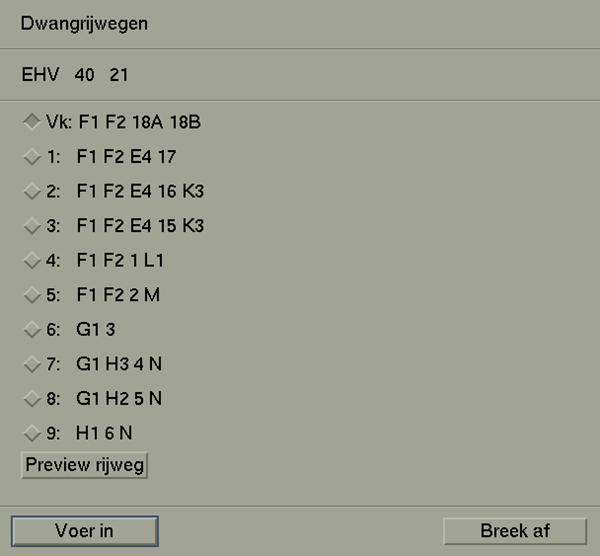 Dwangrijwegen
EHV 40 21
Vk: F1 F2 18A 18B
1: F1 F2 E4 17
2: F1 F2 E4 16 K3
3: F1 F2 E4 15 K3
4: F1 F2 1 L1
5: F1 F2 2 M
6: G1 3
7: G1 H3 4 N
8: G1 H2 5 N
9: H1 6 N
Preview rijweg
Voer in Breek af